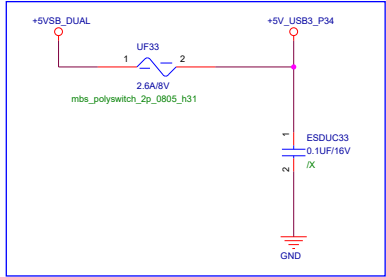 +5VSB_DUAL
+5V_USB3_P34
UF33
1
2
2.6A/8V
mbs_polyswitch_2p_0805_h31
1
ESDUC33
0.1UF/16V
2
/X
GND